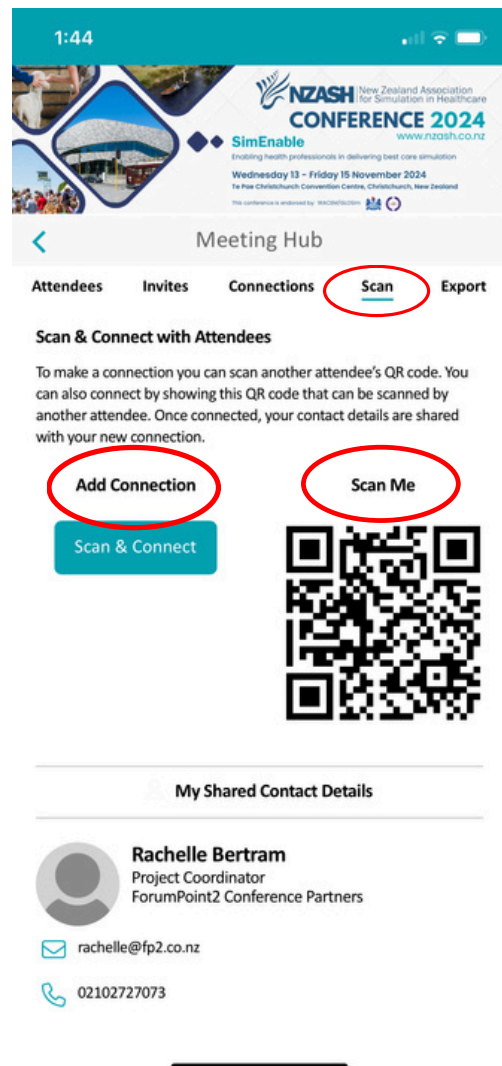 1:44
NZASH New Zealand Association
for Simulation in Healthcare
CONFERENCE 2024
www.nzash.co.nz
SimEnable
Enabling health professionals in delivering best care simulation
Wednesday 13 – Friday 15 November 2024
Te Pae Christchurch Convention Centre, Christchurch, New Zealand
This conference is endorsed by
Meeting Hub
Attendees Invites Connections Scan Export
Scan & Connect with Attendees
To make a connection you can scan another attendee's QR code. You
can also connect by showing this QR code that can be scanned by
another attendee. Once connected, your contact details are shared
with your new connection.
Add Connection Scan Me
Scan & Connect
My Shared Contact Details
Rachelle Bertram
Project Coordinator
ForumPoint2 Conference Partners
rachelle@fp2.co.nz
02102727073